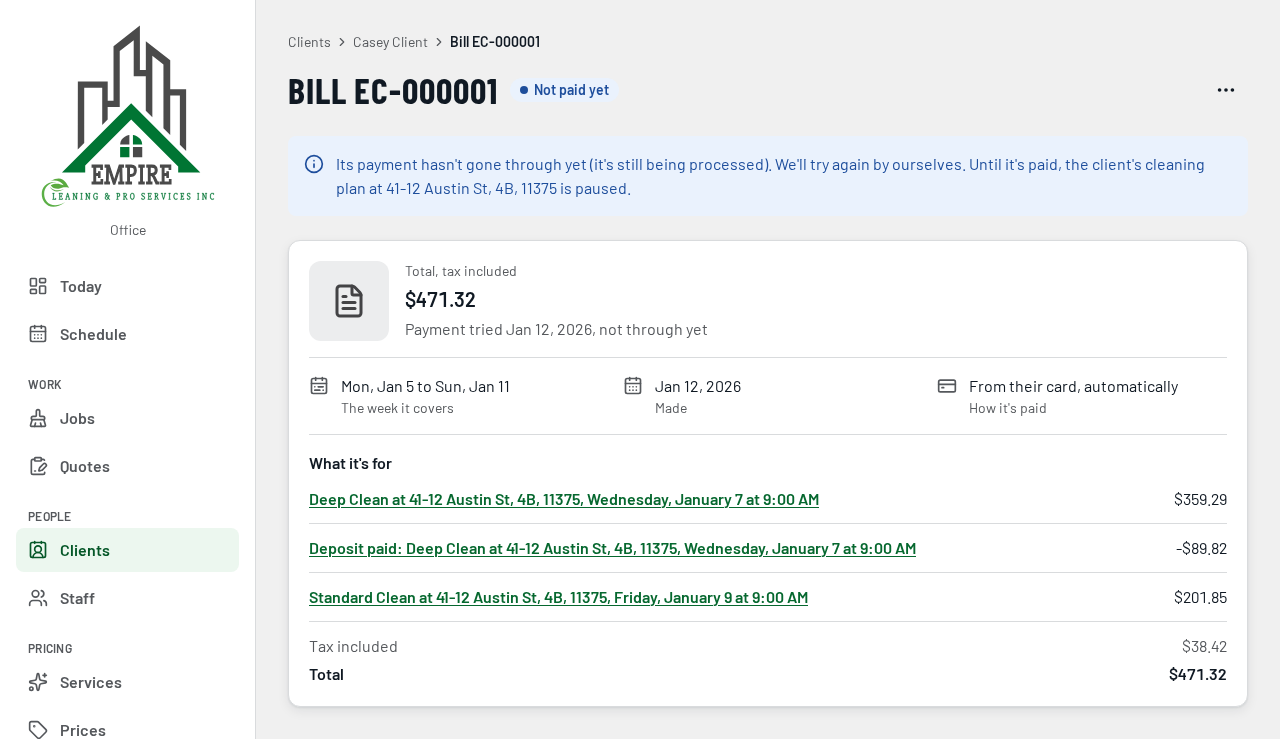 EMPIRE
LEANING & PRO SERVICES INC
Office
Today
Schedule
WORK
Jobs
Quotes
PEOPLE
Clients
Staff
PRICING
Services
Prices
Clients > Casey Client > Bill EC-000001
BILL EC-000001
Not paid yet
Its payment hasn't gone through yet (it's still being processed). We'll try again by ourselves. Until it's paid, the client's cleaning
plan at 41-12 Austin St, 4B, 11375 is paused.
Total, tax included
$471.32
Payment tried Jan 12, 2026, not through yet
Mon, Jan 5 to Sun, Jan 11
The week it covers
Jan 12, 2026
Made
From their card, automatically
How it's paid
What it's for
Deep Clean at 41-12 Austin St, 4B, 11375, Wednesday, January 7 at 9:00 AM $359.29
Deposit paid: Deep Clean at 41-12 Austin St, 4B, 11375, Wednesday, January 7 at 9:00 AM -$89.82
Standard Clean at 41-12 Austin St, 4B, 11375, Friday, January 9 at 9:00 AM $201.85
Tax included $38.42
Total $471.32